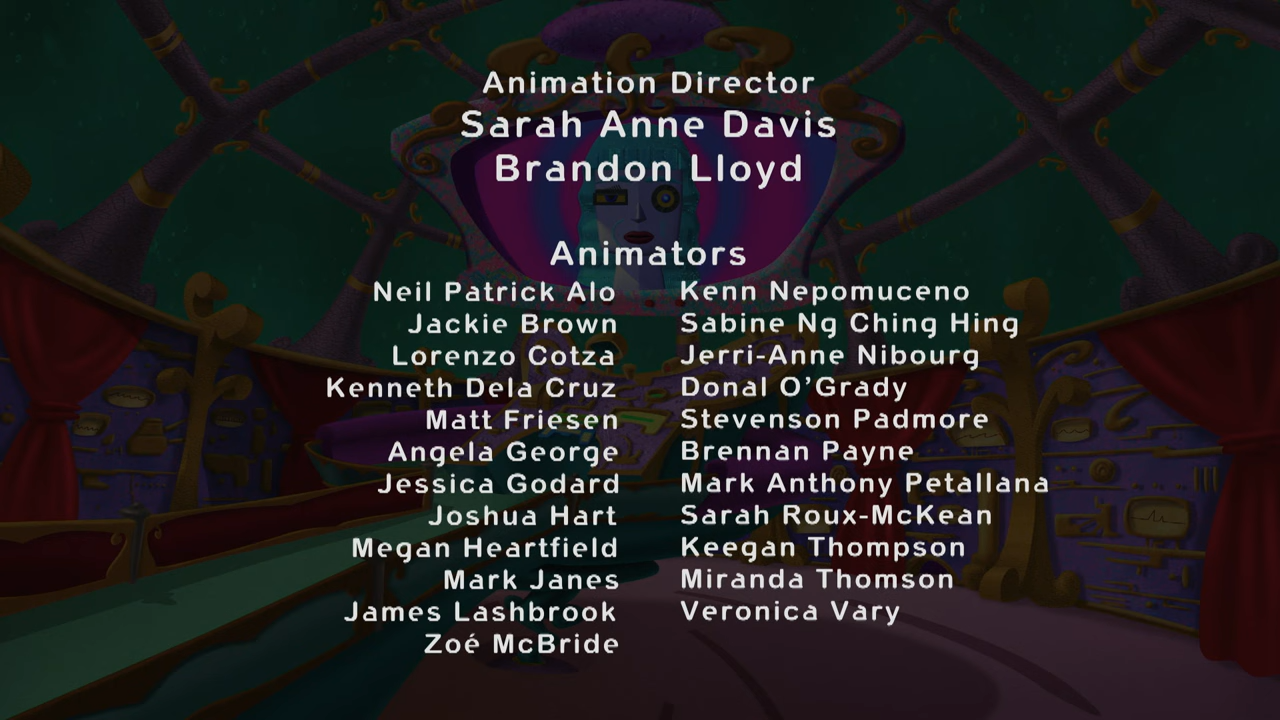 Animation Director
Sarah Anne Davis
Brandon Lloyd
Animators
Neil Patrick Alo
Jackie Brown
Lorenzo Cotza
Kenneth Dela Cruz
Matt Friesen
Angela George
Jessica Godard
Joshua Hart
Megan Heartfield
Mark Janes
James Lashbrook
Zoé McBride
Kenn Nepomuceno
Sabine Ng Ching Hing
Jerri-Anne Nibourg
Donal O'Grady
Stevenson Padmore
Brennan Payne
Mark Anthony Petallana
Sarah Roux-McKean
Keegan Thompson
Miranda Thomson
Veronica Vary